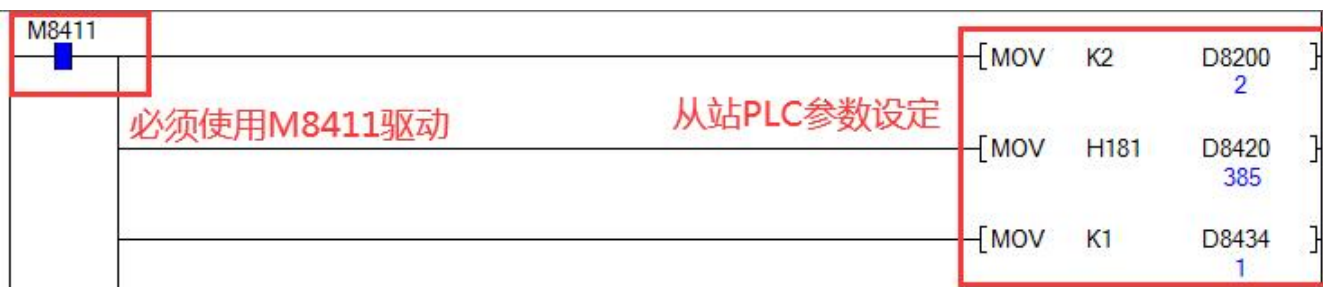 M8411
[MOV K2 D8200 ]
2
必须使用M8411驱动 从站PLC参数设定
[MOV H181 D8420 ]
385
[MOV K1 D8434 ]
1